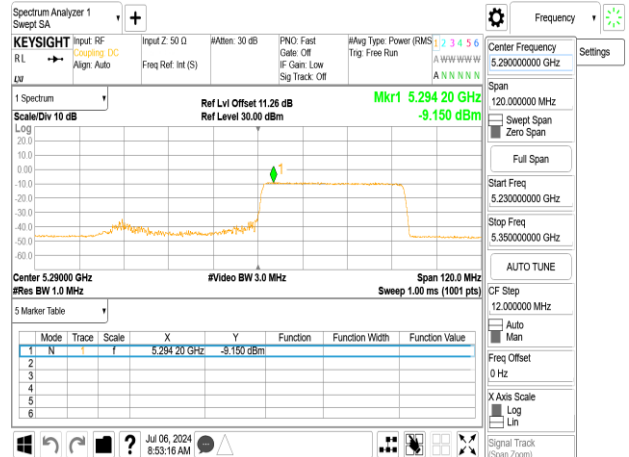 Spectrum Analyzer 1
Swept SA
Frequency
KEYSIGHT Input: RF Input Z: 50 Ω #Atten: 30 dB PNO: Fast #Avg Type: Power (RMS 1 2 3 4 5 6
RL Coupling: DC Gate: Off Trig: Free Run
Align: Auto Freq Ref: Int (S) IF Gain: Low A W W W W W
Sig Track: Off A N N N N N
LXI
Center Frequency
5.290000000 GHz
Settings
Span
120.000000 MHz
Swept Span
Zero Span
Full Span
Start Freq
5.230000000 GHz
Stop Freq
5.350000000 GHz
AUTO TUNE
CF Step
12.000000 MHz
Auto
Man
Freq Offset
0 Hz
X Axis Scale
Log
Lin
Signal Track
(Span Zoom)
1 Spectrum
Ref Lvl Offset 11.26 dB Mkr1 5.294 20 GHz
Scale/Div 10 dB Ref Level 30.00 dBm -9.150 dBm
Log
20.0
10.0
0.00
1
-10.0
-20.0
-30.0
-40.0
-50.0
-60.0
Center 5.29000 GHz #Video BW 3.0 MHz Span 120.0 MHz
#Res BW 1.0 MHz Sweep 1.00 ms (1001 pts)
5 Marker Table
Mode Trace Scale X Y Function Function Width Function Value
1 N 1 f 5.294 20 GHz -9.150 dBm
2
3
4
5
6
?
Jul 06, 2024
8:53:16 AM